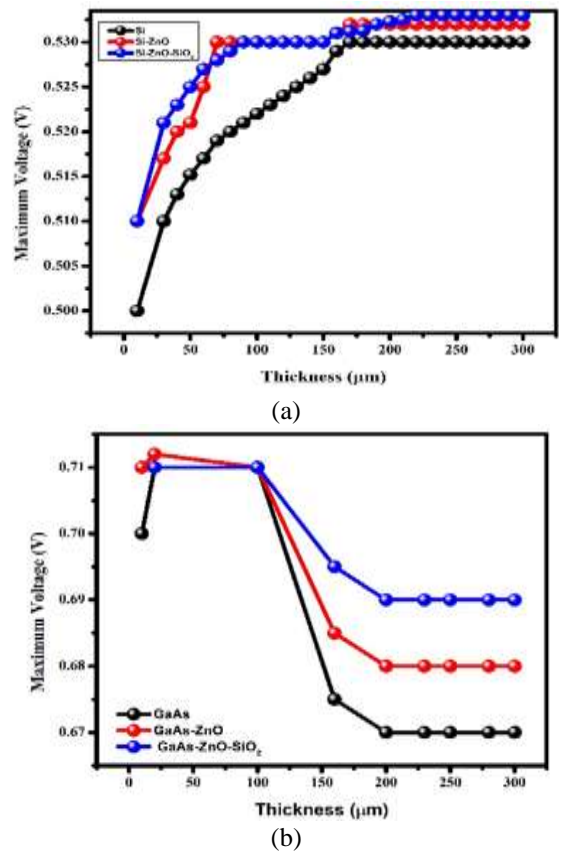 Si
Si-ZnO
Si-ZnO-SiO₂
0.530
0.525
0.520
0.515
0.510
0.505
0.500
Maximum Voltage (V)
0 50 100 150 200 250 300
Thickness (μm)
(a)
0.71
0.70
0.69
0.68
0.67
Maximum Voltage (V)
GaAs
GaAs-ZnO
GaAs-ZnO-SiO₂
0 50 100 150 200 250 300
Thickness (μm)
(b)